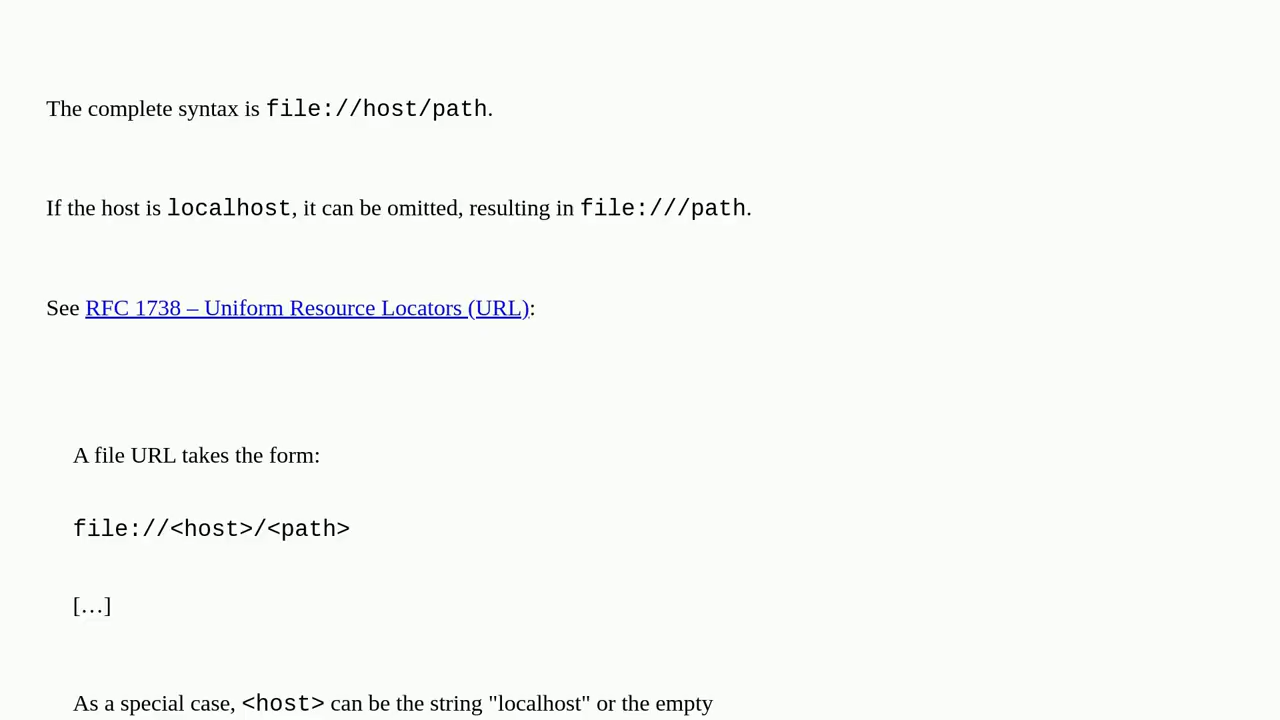 The complete syntax is file://host/path.
If the host is localhost, it can be omitted, resulting in file:///path.
See RFC 1738 – Uniform Resource Locators (URL):
A file URL takes the form:
file://<host>/<path>
[…]
As a special case, <host> can be the string "localhost" or the empty